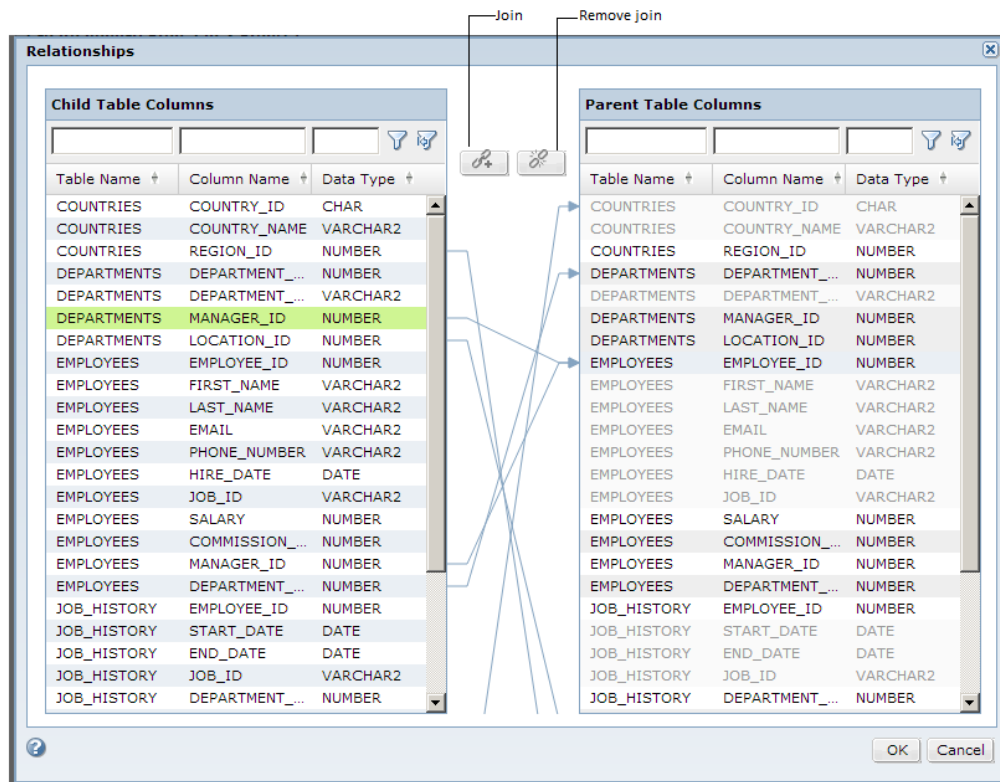 Join
Remove join
Relationships
Child Table Columns
Table Name Column Name Data Type
COUNTRIES COUNTRY_ID CHAR
COUNTRIES COUNTRY_NAME VARCHAR2
COUNTRIES REGION_ID NUMBER
DEPARTMENTS DEPARTMENT_... NUMBER
DEPARTMENTS DEPARTMENT_... VARCHAR2
DEPARTMENTS MANAGER_ID NUMBER
DEPARTMENTS LOCATION_ID NUMBER
EMPLOYEES EMPLOYEE_ID NUMBER
EMPLOYEES FIRST_NAME VARCHAR2
EMPLOYEES LAST_NAME VARCHAR2
EMPLOYEES EMAIL VARCHAR2
EMPLOYEES PHONE_NUMBER VARCHAR2
EMPLOYEES HIRE_DATE DATE
EMPLOYEES JOB_ID VARCHAR2
EMPLOYEES SALARY NUMBER
EMPLOYEES COMMISSION_... NUMBER
EMPLOYEES MANAGER_ID NUMBER
EMPLOYEES DEPARTMENT_... NUMBER
JOB_HISTORY EMPLOYEE_ID NUMBER
JOB_HISTORY START_DATE DATE
JOB_HISTORY END_DATE DATE
JOB_HISTORY JOB_ID VARCHAR2
JOB_HISTORY DEPARTMENT_... NUMBER
Parent Table Columns
Table Name Column Name Data Type
COUNTRIES COUNTRY_ID CHAR
COUNTRIES COUNTRY_NAME VARCHAR2
COUNTRIES REGION_ID NUMBER
DEPARTMENTS DEPARTMENT_... NUMBER
DEPARTMENTS DEPARTMENT_... VARCHAR2
DEPARTMENTS MANAGER_ID NUMBER
DEPARTMENTS LOCATION_ID NUMBER
EMPLOYEES EMPLOYEE_ID NUMBER
EMPLOYEES FIRST_NAME VARCHAR2
EMPLOYEES LAST_NAME VARCHAR2
EMPLOYEES EMAIL VARCHAR2
EMPLOYEES PHONE_NUMBER VARCHAR2
EMPLOYEES HIRE_DATE DATE
EMPLOYEES JOB_ID VARCHAR2
EMPLOYEES SALARY NUMBER
EMPLOYEES COMMISSION_... NUMBER
EMPLOYEES MANAGER_ID NUMBER
EMPLOYEES DEPARTMENT_... NUMBER
JOB_HISTORY EMPLOYEE_ID NUMBER
JOB_HISTORY START_DATE DATE
JOB_HISTORY END_DATE DATE
JOB_HISTORY JOB_ID VARCHAR2
JOB_HISTORY DEPARTMENT_... NUMBER
OK Cancel